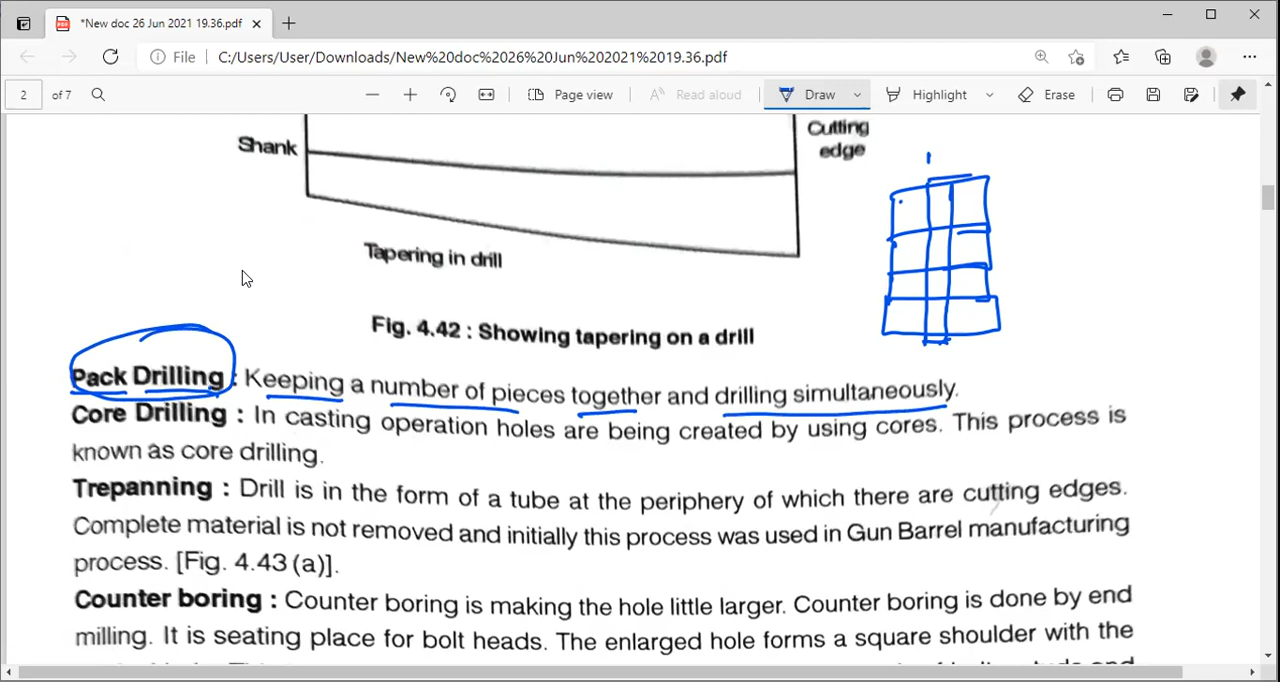 *New doc 26 Jun 2021 19.36.pdf
File
C:/Users/User/Downloads/New%20doc%2026%20Jun%202021%2019.36.pdf
2 of 7
Page view
Read aloud
Draw
Highlight
Erase
Shank
Cutting
edge
Tapering in drill
Fig. 4.42 : Showing tapering on a drill
Pack Drilling : Keeping a number of pieces together and drilling simultaneously.
Core Drilling : In casting operation holes are being created by using cores. This process is
known as core drilling.
Trepanning : Drill is in the form of a tube at the periphery of which there are cutting edges.
Complete material is not removed and initially this process was used in Gun Barrel manufacturing
process. [Fig. 4.43 (a)].
Counter boring : Counter boring is making the hole little larger. Counter boring is done by end
milling. It is seating place for bolt heads. The enlarged hole forms a square shoulder with the